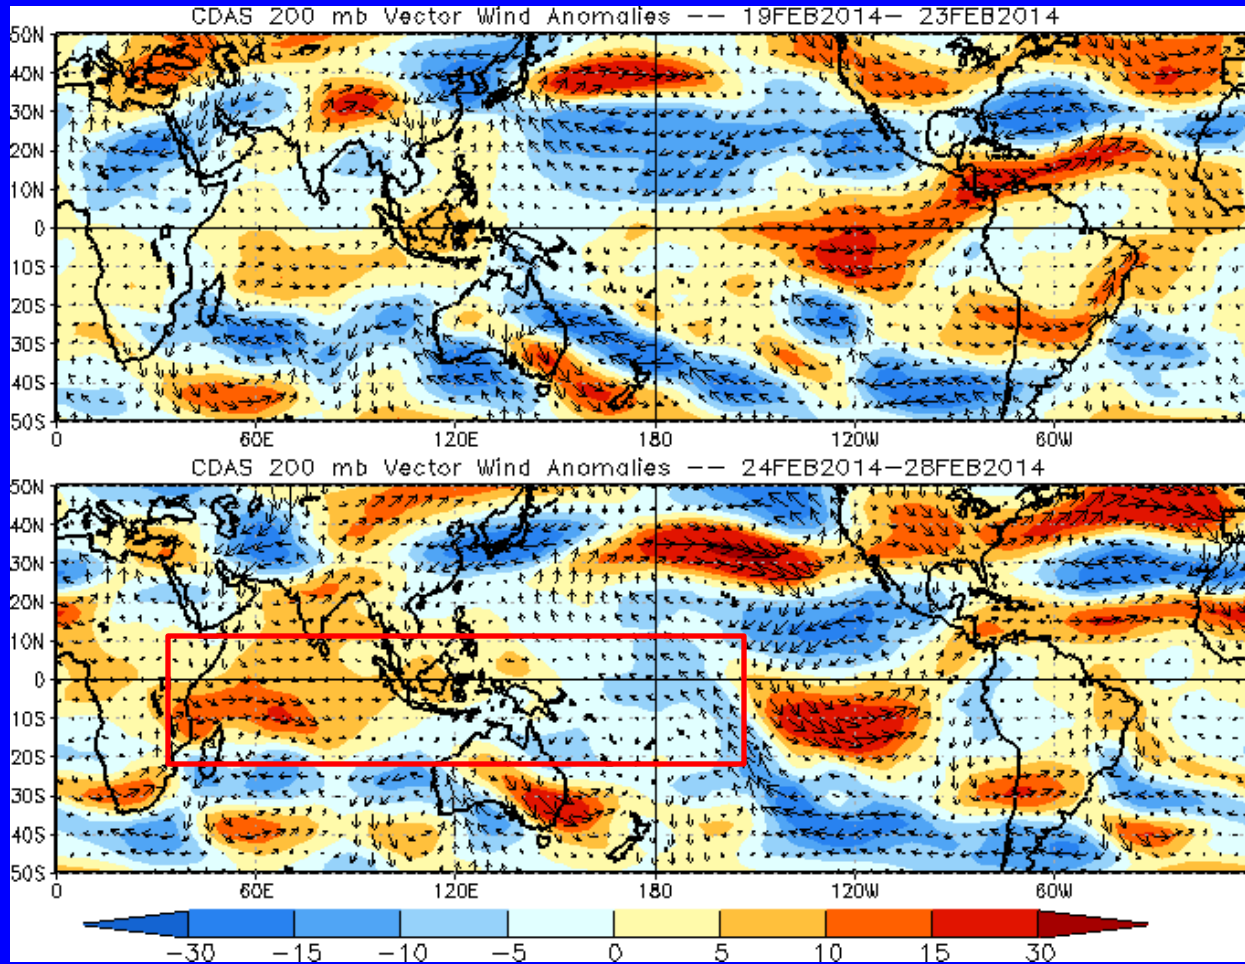 CDAS 200 mb Vector Wind Anomalies -- 19FEB2014- 23FEB2014
50N
40N
30N
20N
10N
0
10S
20S
30S
40S
50S
0 60E 120E 180 120W 60W
CDAS 200 mb Vector Wind Anomalies -- 24FEB2014-28FEB2014
50N
40N
30N
20N
10N
0
10S
20S
30S
40S
50S
0 60E 120E 180 120W 60W
-30 -15 -10 -5 0 5 10 15 30